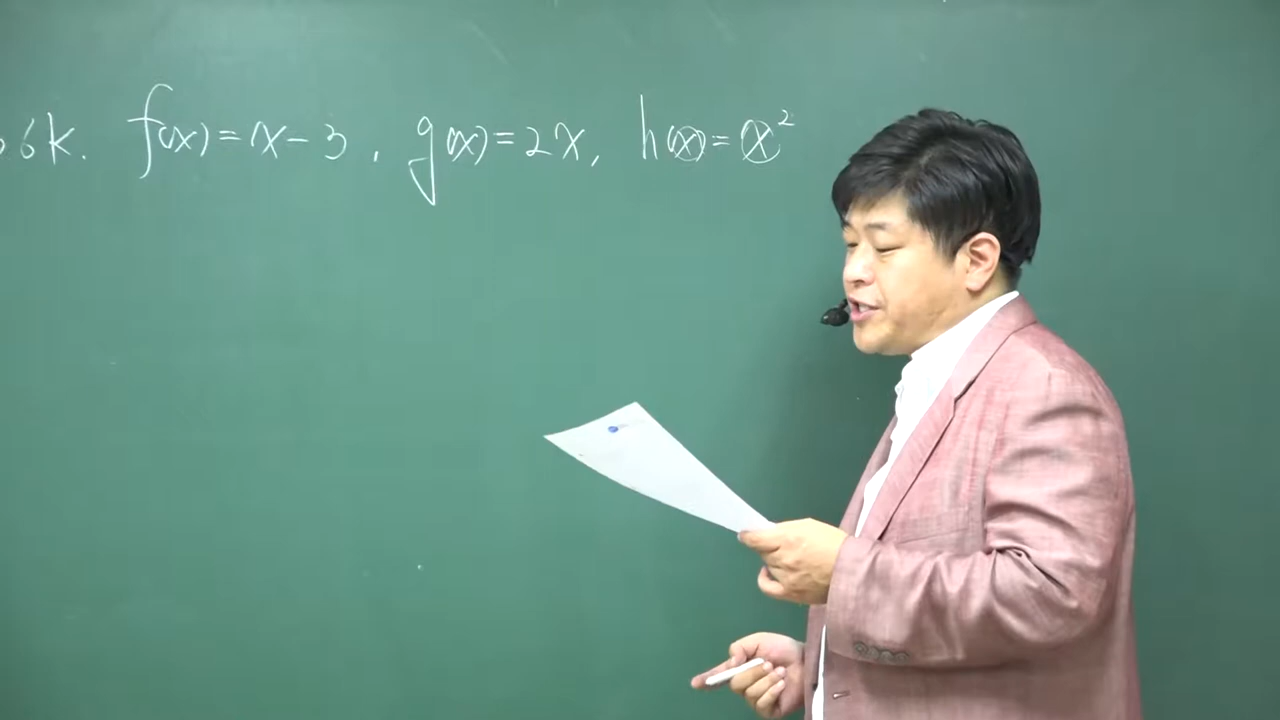 6K. f(x) = x - 3, g(x) = 2x, h(x) = x²